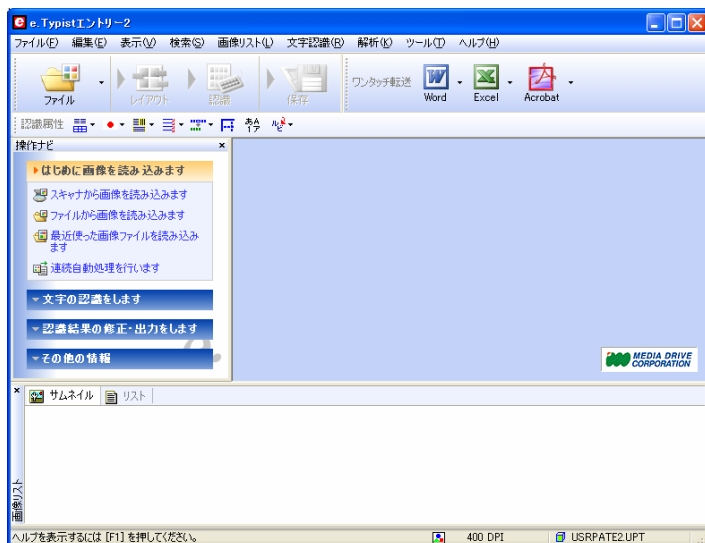 e.Typistエントリー2
ファイル(F) 編集(E) 表示(V) 検索(S) 画像リスト(L) 文字認識(R) 解析(K) ツール(T) ヘルプ(H)
ファイル レイアウト 認識 保存 ワンタッチ転送 Word Excel Acrobat
認識属性 あA 1ア ルビ
操作ナビ
はじめに画像を読み込みます
スキャナから画像を読み込みます
ファイルから画像を読み込みます
最近使った画像ファイルを読み込み
ます
連続自動処理を行います
文字の認識をします
認識結果の修正・出力をします
その他の情報
MEDIA DRIVE
CORPORATION
サムネイル リスト
画像リスト
ヘルプを表示するには [F1] を押してください。 400 DPI USRPATE2.UPT